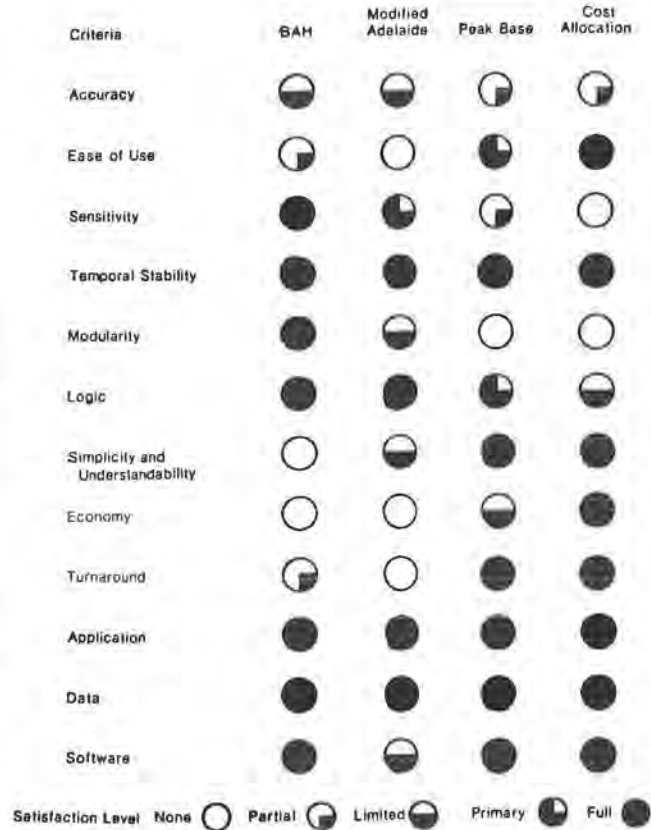 Criteria BAH Modified Adelaide Peak Base Cost Allocation
Accuracy
Ease of Use
Sensitivity
Temporal Stability
Modularity
Logic
Simplicity and
Understandability
Economy
Turnaround
Application
Data
Software
Satisfaction Level None Partial Limited Primary Full